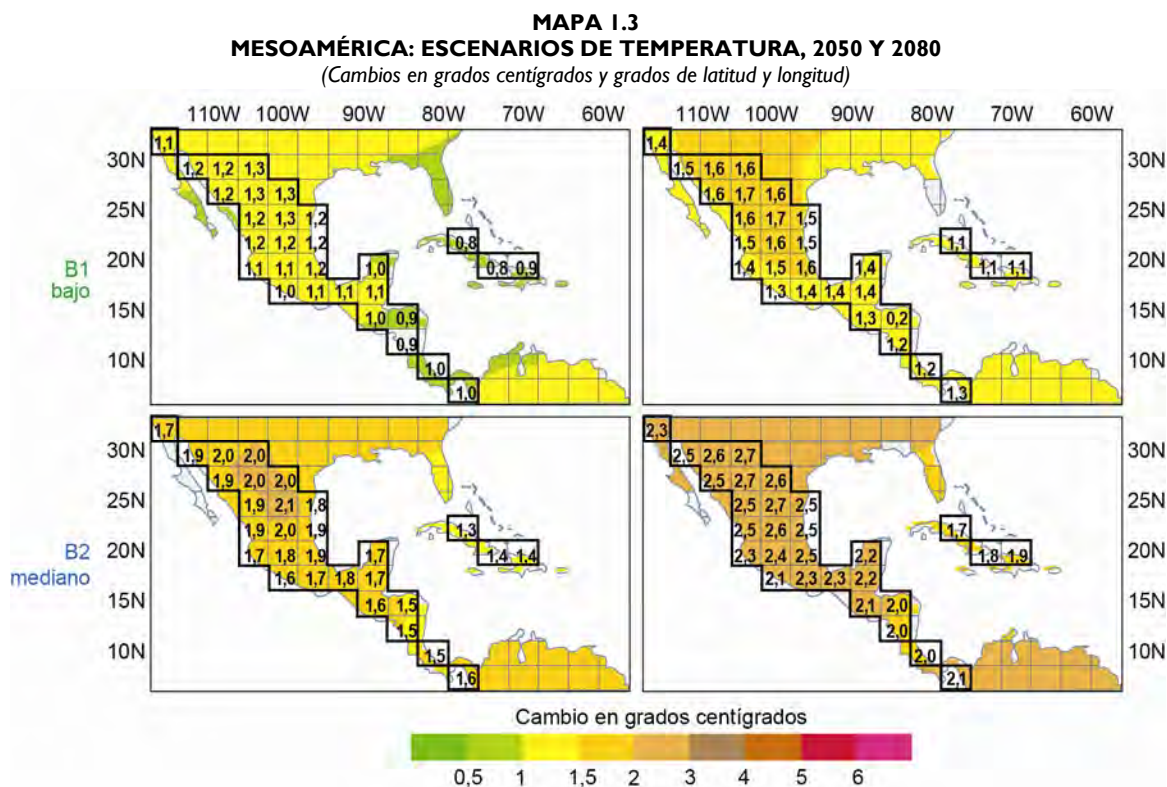 MAPA 1.3
MESOAMÉRICA: ESCENARIOS DE TEMPERATURA, 2050 Y 2080
(Cambios en grados centígrados y grados de latitud y longitud)
110W 100W 90W 80W 70W 60W 110W 100W 90W 80W 70W 60W
B1
bajo
30N
25N
20N
15N
10N
1,1
1,2 1,2 1,3
1,2 1,3 1,3
1,2 1,3 1,2
1,2 1,2 1,2 0,8
1,1 1,1 1,2 1,0 0,8 0,9
1,0 1,1 1,1 1,1
1,0 0,9
0,9
1,0
1,0
1,4
1,5 1,6 1,6
1,6 1,7 1,6
1,6 1,7 1,5
1,5 1,6 1,5 1,1
1,4 1,5 1,6 1,4 1,1 1,1
1,3 1,4 1,4 1,4
1,3 0,2
1,2
1,2
1,3
30N
25N
20N
15N
10N
B2
mediano
30N
25N
20N
15N
10N
1,7
1,9 2,0 2,0
1,9 2,0 2,0
1,9 2,1 1,8
1,9 2,0 1,9 1,3
1,7 1,8 1,9 1,7 1,4 1,4
1,6 1,7 1,8 1,7
1,6 1,5
1,5
1,5
1,6
2,3
2,5 2,6 2,7
2,5 2,7 2,6
2,5 2,7 2,5
2,5 2,6 2,5 1,7
2,3 2,4 2,5 2,2 1,8 1,9
2,1 2,3 2,3 2,2
2,1 2,0
2,0
2,0
2,1
30N
25N
20N
15N
10N
Cambio en grados centígrados
0,5 1 1,5 2 3 4 5 6